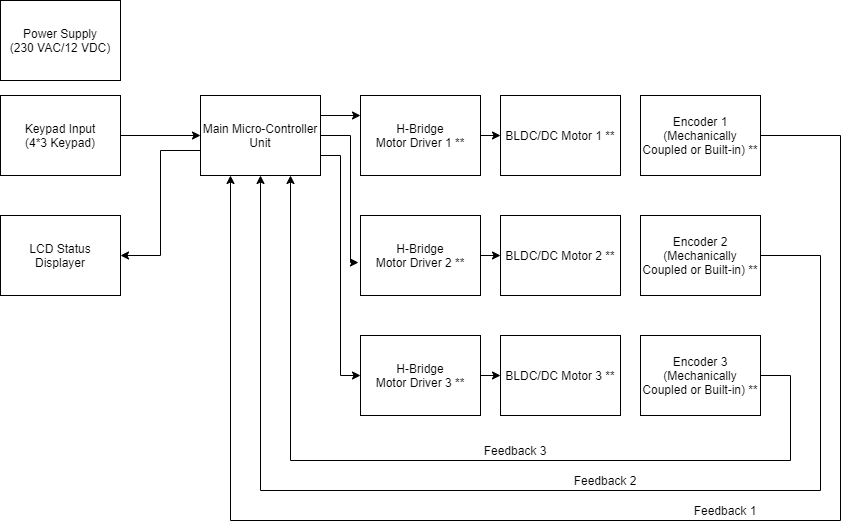 Power Supply
(230 VAC/12 VDC)
Keypad Input
(4*3 Keypad)
Main Micro-Controller
Unit
H-Bridge
Motor Driver 1 **
BLDC/DC Motor 1 **
Encoder 1
(Mechanically
Coupled or Built-in) **
LCD Status
Displayer
H-Bridge
Motor Driver 2 **
BLDC/DC Motor 2 **
Encoder 2
(Mechanically
Coupled or Built-in) **
H-Bridge
Motor Driver 3 **
BLDC/DC Motor 3 **
Encoder 3
(Mechanically
Coupled or Built-in) **
Feedback 3
Feedback 2
Feedback 1